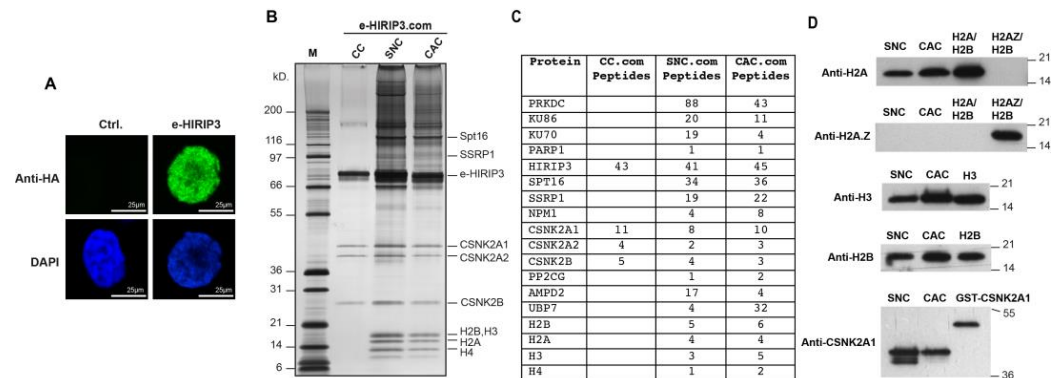 A
Ctrl. e-HIRIP3
Anti-HA
25µm 25µm
DAPI
25µm 25µm
B
e-HIRIP3.com
M CC SNC CAC
kD.
200
116
97
66
55
36
31
21
14
6
Spt16
SSRP1
e-HIRIP3
CSNK2A1
CSNK2A2
CSNK2B
H2B,H3
H2A
H4
C
Protein CC.com Peptides SNC.com Peptides CAC.com Peptides
PRKDC 88 43
KU86 20 11
KU70 19 4
PARP1 1 1
HIRIP3 43 41 45
SPT16 34 36
SSRP1 19 22
NPM1 4 8
CSNK2A1 11 8 10
CSNK2A2 4 2 3
CSNK2B 5 4 3
PP2CG 1 2
AMPD2 17 4
UBP7 4 32
H2B 5 6
H2A 4 4
H3 3 5
H4 1 2
D
SNC CAC H2A/H2B H2AZ/H2B
Anti-H2A
21
14
SNC CAC H2A/H2B H2AZ/H2B
Anti-H2A.Z
21
14
SNC CAC H3
Anti-H3
21
14
SNC CAC H2B
Anti-H2B
21
14
SNC CAC GST-CSNK2A1
Anti-CSNK2A1
55
36